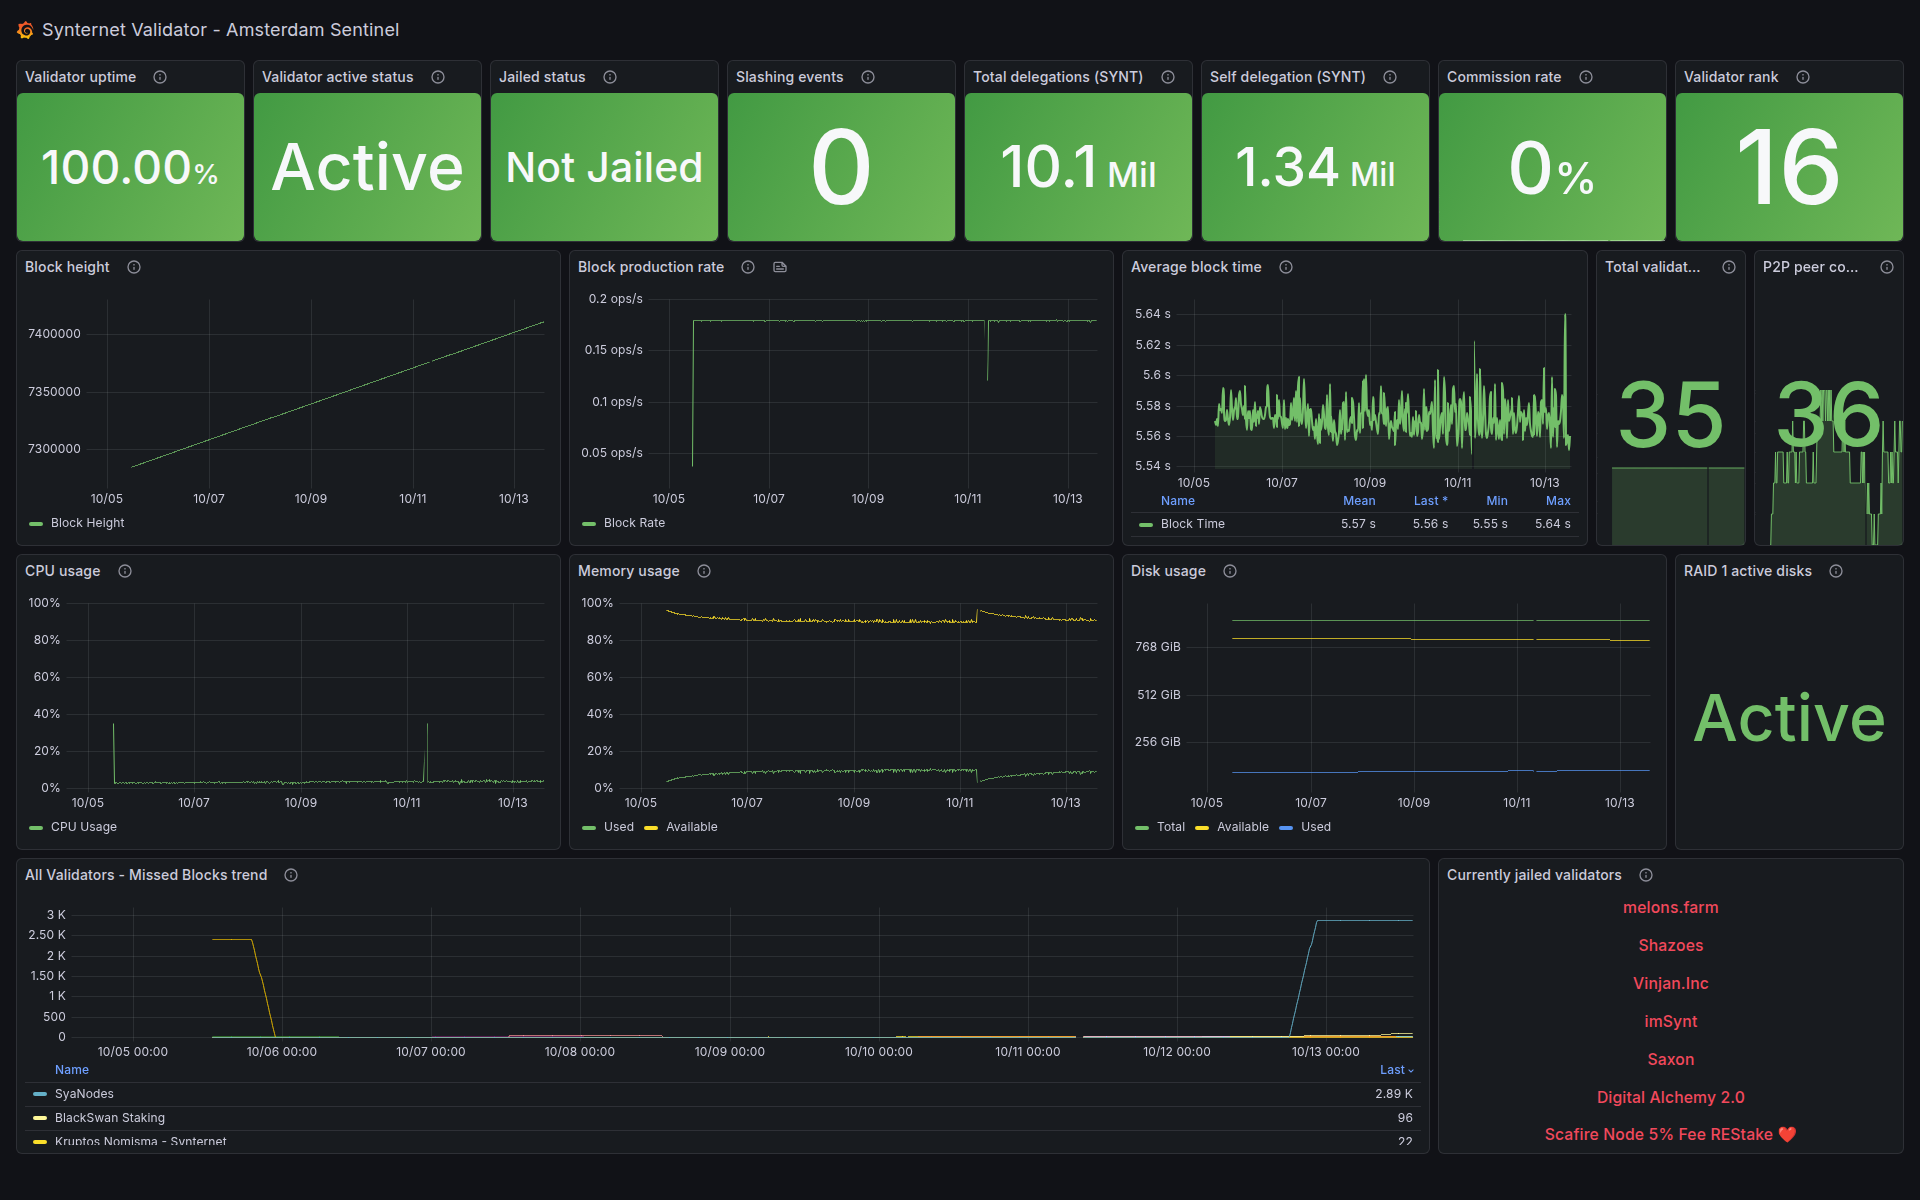 Synternet Validator - Amsterdam Sentinel
Validator uptime
100.00%
Validator active status
Active
Jailed status
Not Jailed
Slashing events
0
Total delegations (SYNT)
10.1 Mil
Self delegation (SYNT)
1.34 Mil
Commission rate
0%
Validator rank
16
Block height
7400000
7350000
7300000
10/05 10/07 10/09 10/11 10/13
Block Height
Block production rate
0.2 ops/s
0.15 ops/s
0.1 ops/s
0.05 ops/s
10/05 10/07 10/09 10/11 10/13
Block Rate
Average block time
5.64 s
5.62 s
5.6 s
5.58 s
5.56 s
5.54 s
10/05 10/07 10/09 10/11 10/13
Name Mean Last * Min Max
Block Time 5.57 s 5.56 s 5.55 s 5.64 s
Total validat...
35
P2P peer co...
36
CPU usage
100%
80%
60%
40%
20%
0%
10/05 10/07 10/09 10/11 10/13
CPU Usage
Memory usage
100%
80%
60%
40%
20%
0%
10/05 10/07 10/09 10/11 10/13
Used Available
Disk usage
768 GiB
512 GiB
256 GiB
10/05 10/07 10/09 10/11 10/13
Total Available Used
RAID 1 active disks
Active
All Validators - Missed Blocks trend
3 K
2.50 K
2 K
1.50 K
1 K
500
0
10/05 00:00 10/06 00:00 10/07 00:00 10/08 00:00 10/09 00:00 10/10 00:00 10/11 00:00 10/12 00:00 10/13 00:00
Name Last
SyaNodes 2.89 K
BlackSwan Staking 96
Kruptos Nomisma - Synternet 22
Currently jailed validators
melons.farm
Shazoes
Vinjan.Inc
imSynt
Saxon
Digital Alchemy 2.0
Scafire Node 5% Fee REStake ❤️